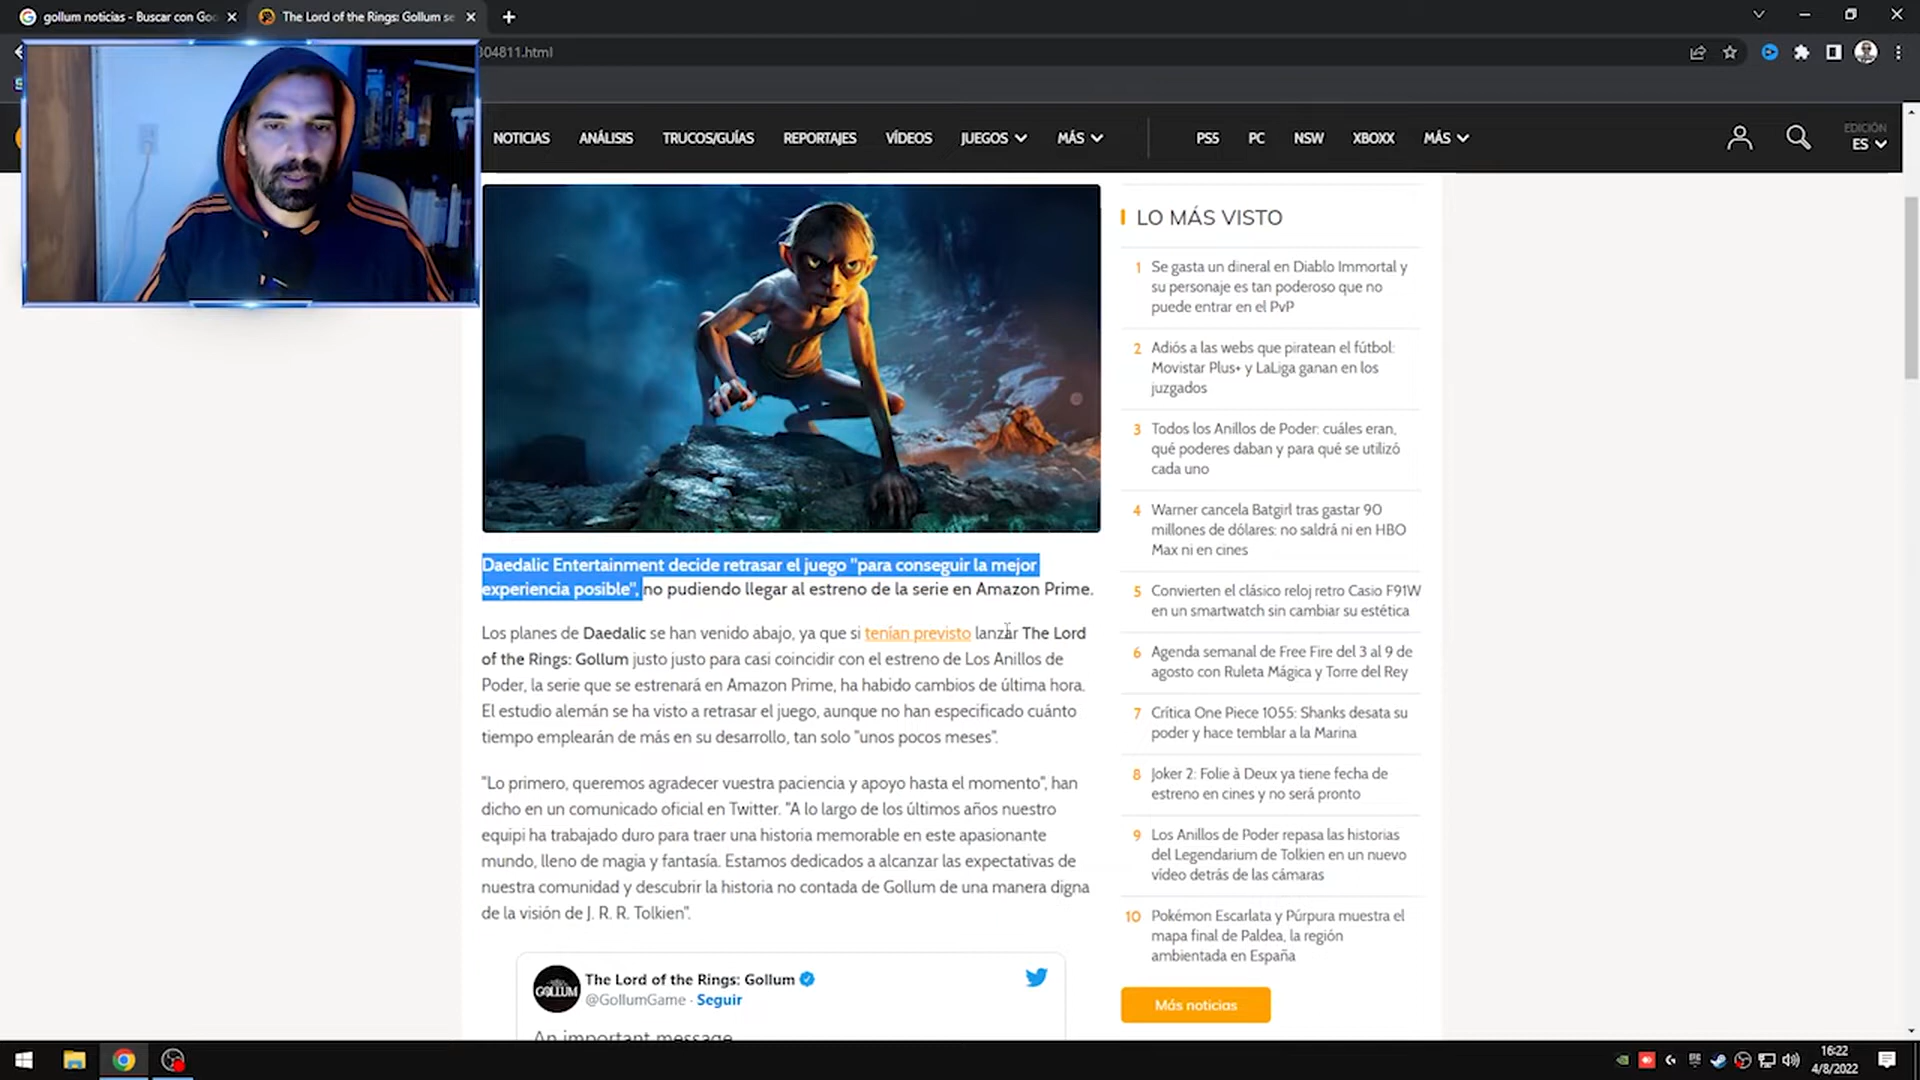 gollum noticias - Buscar con Goo
The Lord of the Rings: Gollum se
304811.html
NOTICIAS
ANÁLISIS
TRUCOS/GUÍAS
REPORTAJES
VÍDEOS
JUEGOS
MÁS
PS5
PC
NSW
XBOXX
MÁS
EDICIÓN
ES
Daedalic Entertainment decide retrasar el juego "para conseguir la mejor
experiencia posible", no pudiendo llegar al estreno de la serie en Amazon Prime.
Los planes de Daedalic se han venido abajo, ya que si tenían previsto lanzar The Lord
of the Rings: Gollum justo justo para casi coincidir con el estreno de Los Anillos de
Poder, la serie que se estrenará en Amazon Prime, ha habido cambios de última hora.
El estudio alemán se ha visto a retrasar el juego, aunque no han especificado cuánto
tiempo emplearán de más en su desarrollo, tan solo "unos pocos meses".
"Lo primero, queremos agradecer vuestra paciencia y apoyo hasta el momento", han
dicho en un comunicado oficial en Twitter. "A lo largo de los últimos años nuestro
equipi ha trabajado duro para traer una historia memorable en este apasionante
mundo, lleno de magia y fantasía. Estamos dedicados a alcanzar las expectativas de
nuestra comunidad y descubrir la historia no contada de Gollum de una manera digna
de la visión de J. R. R. Tolkien".
GOLLUM
The Lord of the Rings: Gollum
@GollumGame · Seguir
An important message
LO MÁS VISTO
1 Se gasta un dineral en Diablo Immortal y
su personaje es tan poderoso que no
puede entrar en el PvP
2 Adiós a las webs que piratean el fútbol:
Movistar Plus+ y LaLiga ganan en los
juzgados
3 Todos los Anillos de Poder: cuáles eran,
qué poderes daban y para qué se utilizó
cada uno
4 Warner cancela Batgirl tras gastar 90
millones de dólares: no saldrá ni en HBO
Max ni en cines
5 Convierten el clásico reloj retro Casio F91W
en un smartwatch sin cambiar su estética
6 Agenda semanal de Free Fire del 3 al 9 de
agosto con Ruleta Mágica y Torre del Rey
7 Crítica One Piece 1055: Shanks desata su
poder y hace temblar a la Marina
8 Joker 2: Folie à Deux ya tiene fecha de
estreno en cines y no será pronto
9 Los Anillos de Poder repasa las historias
del Legendarium de Tolkien en un nuevo
vídeo detrás de las cámaras
10 Pokémon Escarlata y Púrpura muestra el
mapa final de Paldea, la región
ambientada en España
Más noticias
16:22
4/8/2022